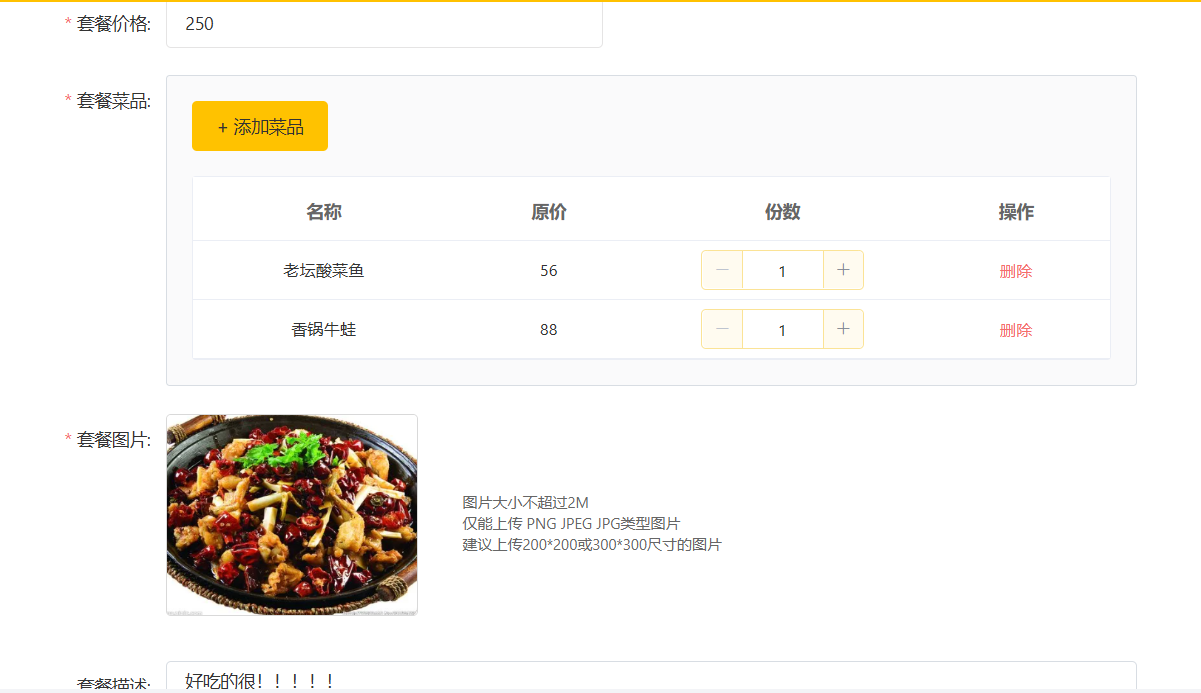 * 套餐价格: 250
* 套餐菜品:
+ 添加菜品
名称 原价 份数 操作
老坛酸菜鱼 56 1 删除
香锅牛蛙 88 1 删除
* 套餐图片:
图片大小不超过2M
仅能上传 PNG JPEG JPG类型图片
建议上传200*200或300*300尺寸的图片
套餐描述: 好吃的很！！！！！